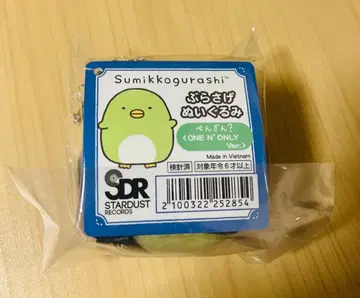 Sumikkogurashi™
ぶらさげ
ぬいぐるみ
ぺんぎん?
<ONE N' ONLY
Ver.>
Made in Vietnam
検針済
対象年令6才以上
SDR
STARDUST
RECORDS
2100322252854